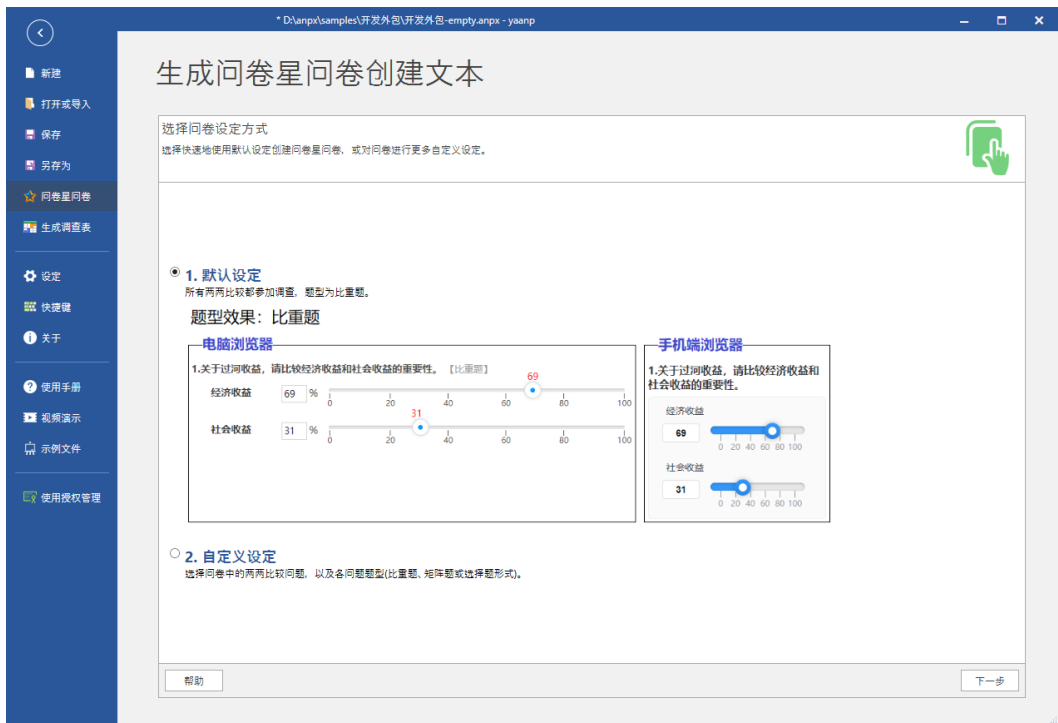 * D:\anpx\samples\开发外包\开发外包-empty.anpx - yaanp
新建
打开或导入
保存
另存为
问卷星问卷
生成调查表
设定
快捷键
关于
使用手册
视频演示
示例文件
使用授权管理
生成问卷星问卷创建文本
选择问卷设定方式
选择快速地使用默认设定创建问卷星问卷，或对问卷进行更多自定义设定。
1. 默认设定
所有两两比较都参加调查，题型为比重题。
题型效果：比重题
电脑浏览器
1.关于过河收益，请比较经济收益和社会收益的重要性。【比重题】
69
经济收益 69 %
0 20 40 60 80 100
31
社会收益 31 %
0 20 40 60 80 100
手机端浏览器
1.关于过河收益，请比较经济收益和
社会收益的重要性。
经济收益
69
0 20 40 60 80 100
社会收益
31
0 20 40 60 80 100
2. 自定义设定
选择问卷中的两两比较问题，以及各问题题型(比重题、矩阵题或选择题形式)。
帮助
下一步